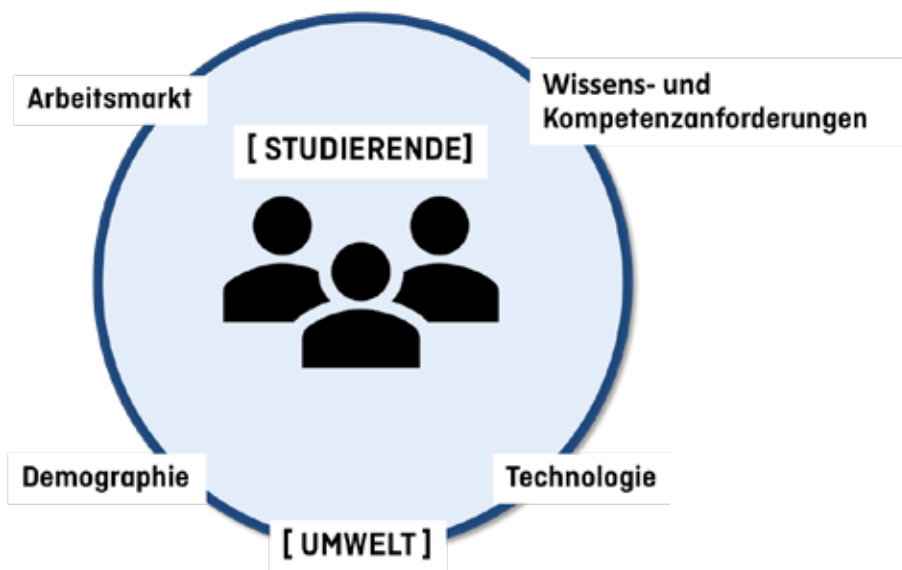 Arbeitsmarkt
Wissens- und
Kompetenzanforderungen
[ STUDIERENDE]
Demographie
Technologie
[ UMWELT ]